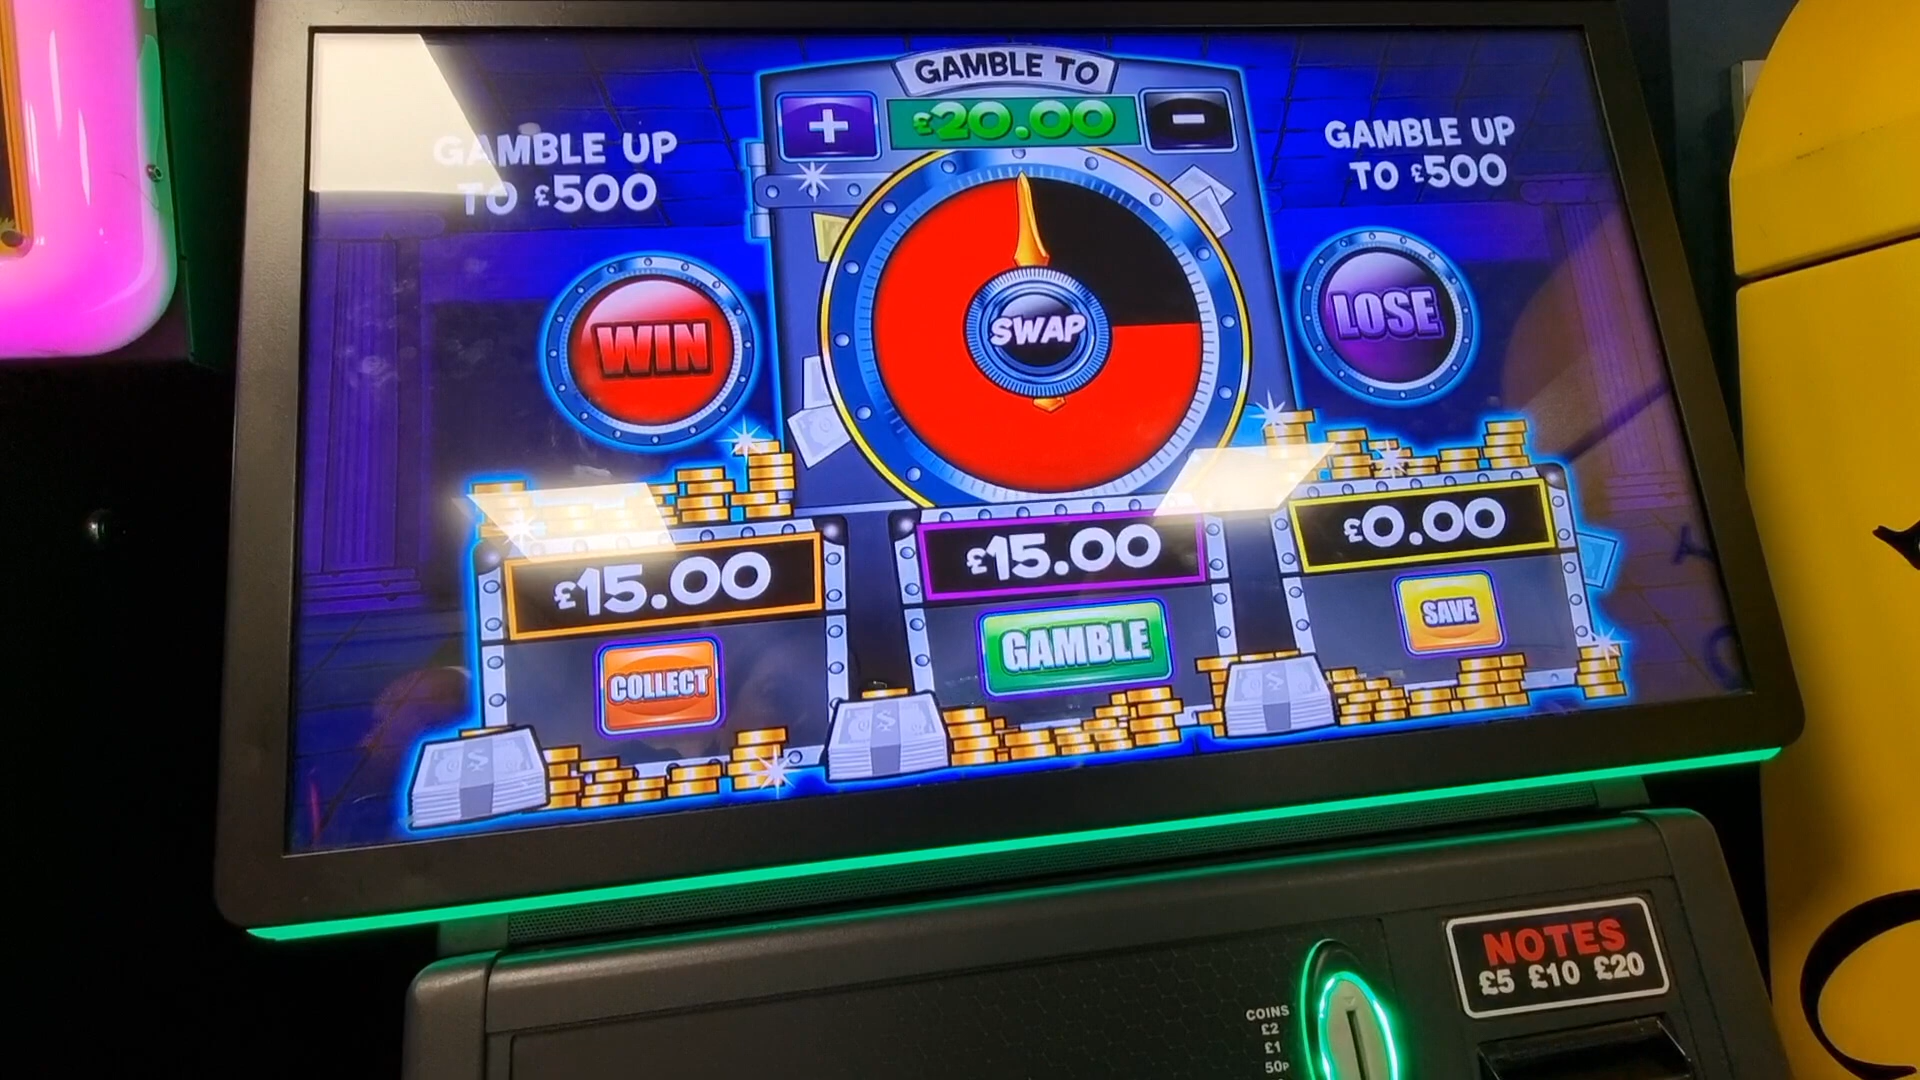 GAMBLE TO
+
£20.00
-
GAMBLE UP
TO £500
GAMBLE UP
TO £500
WIN
SWAP
LOSE
£15.00
£15.00
£0.00
COLLECT
GAMBLE
SAVE
NOTES
£5 £10 £20
COINS
£2
£1
50P